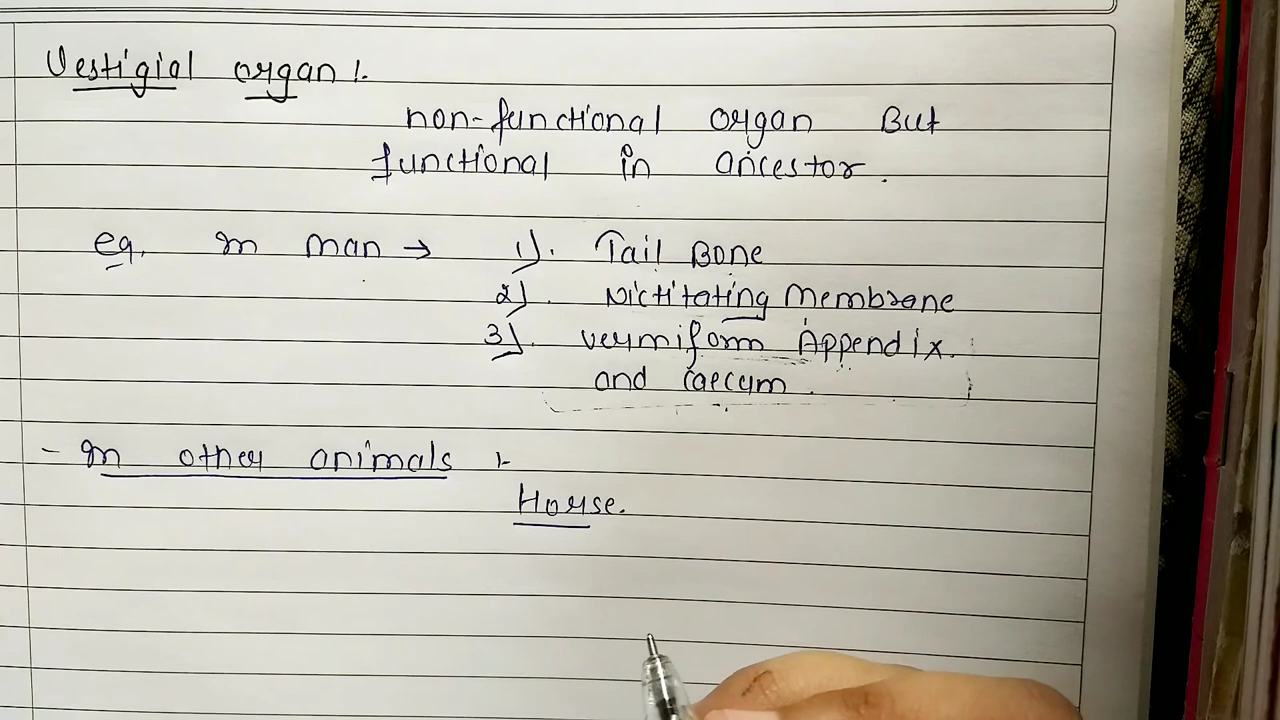 Vestigial organ :-
non-functional organ But
functional in ancestor.
eg. In man → 1). Tail Bone
2). Nictitating Membrane
3). vermiform Appendix.
and caecum.
- In other animals :-
Horse.